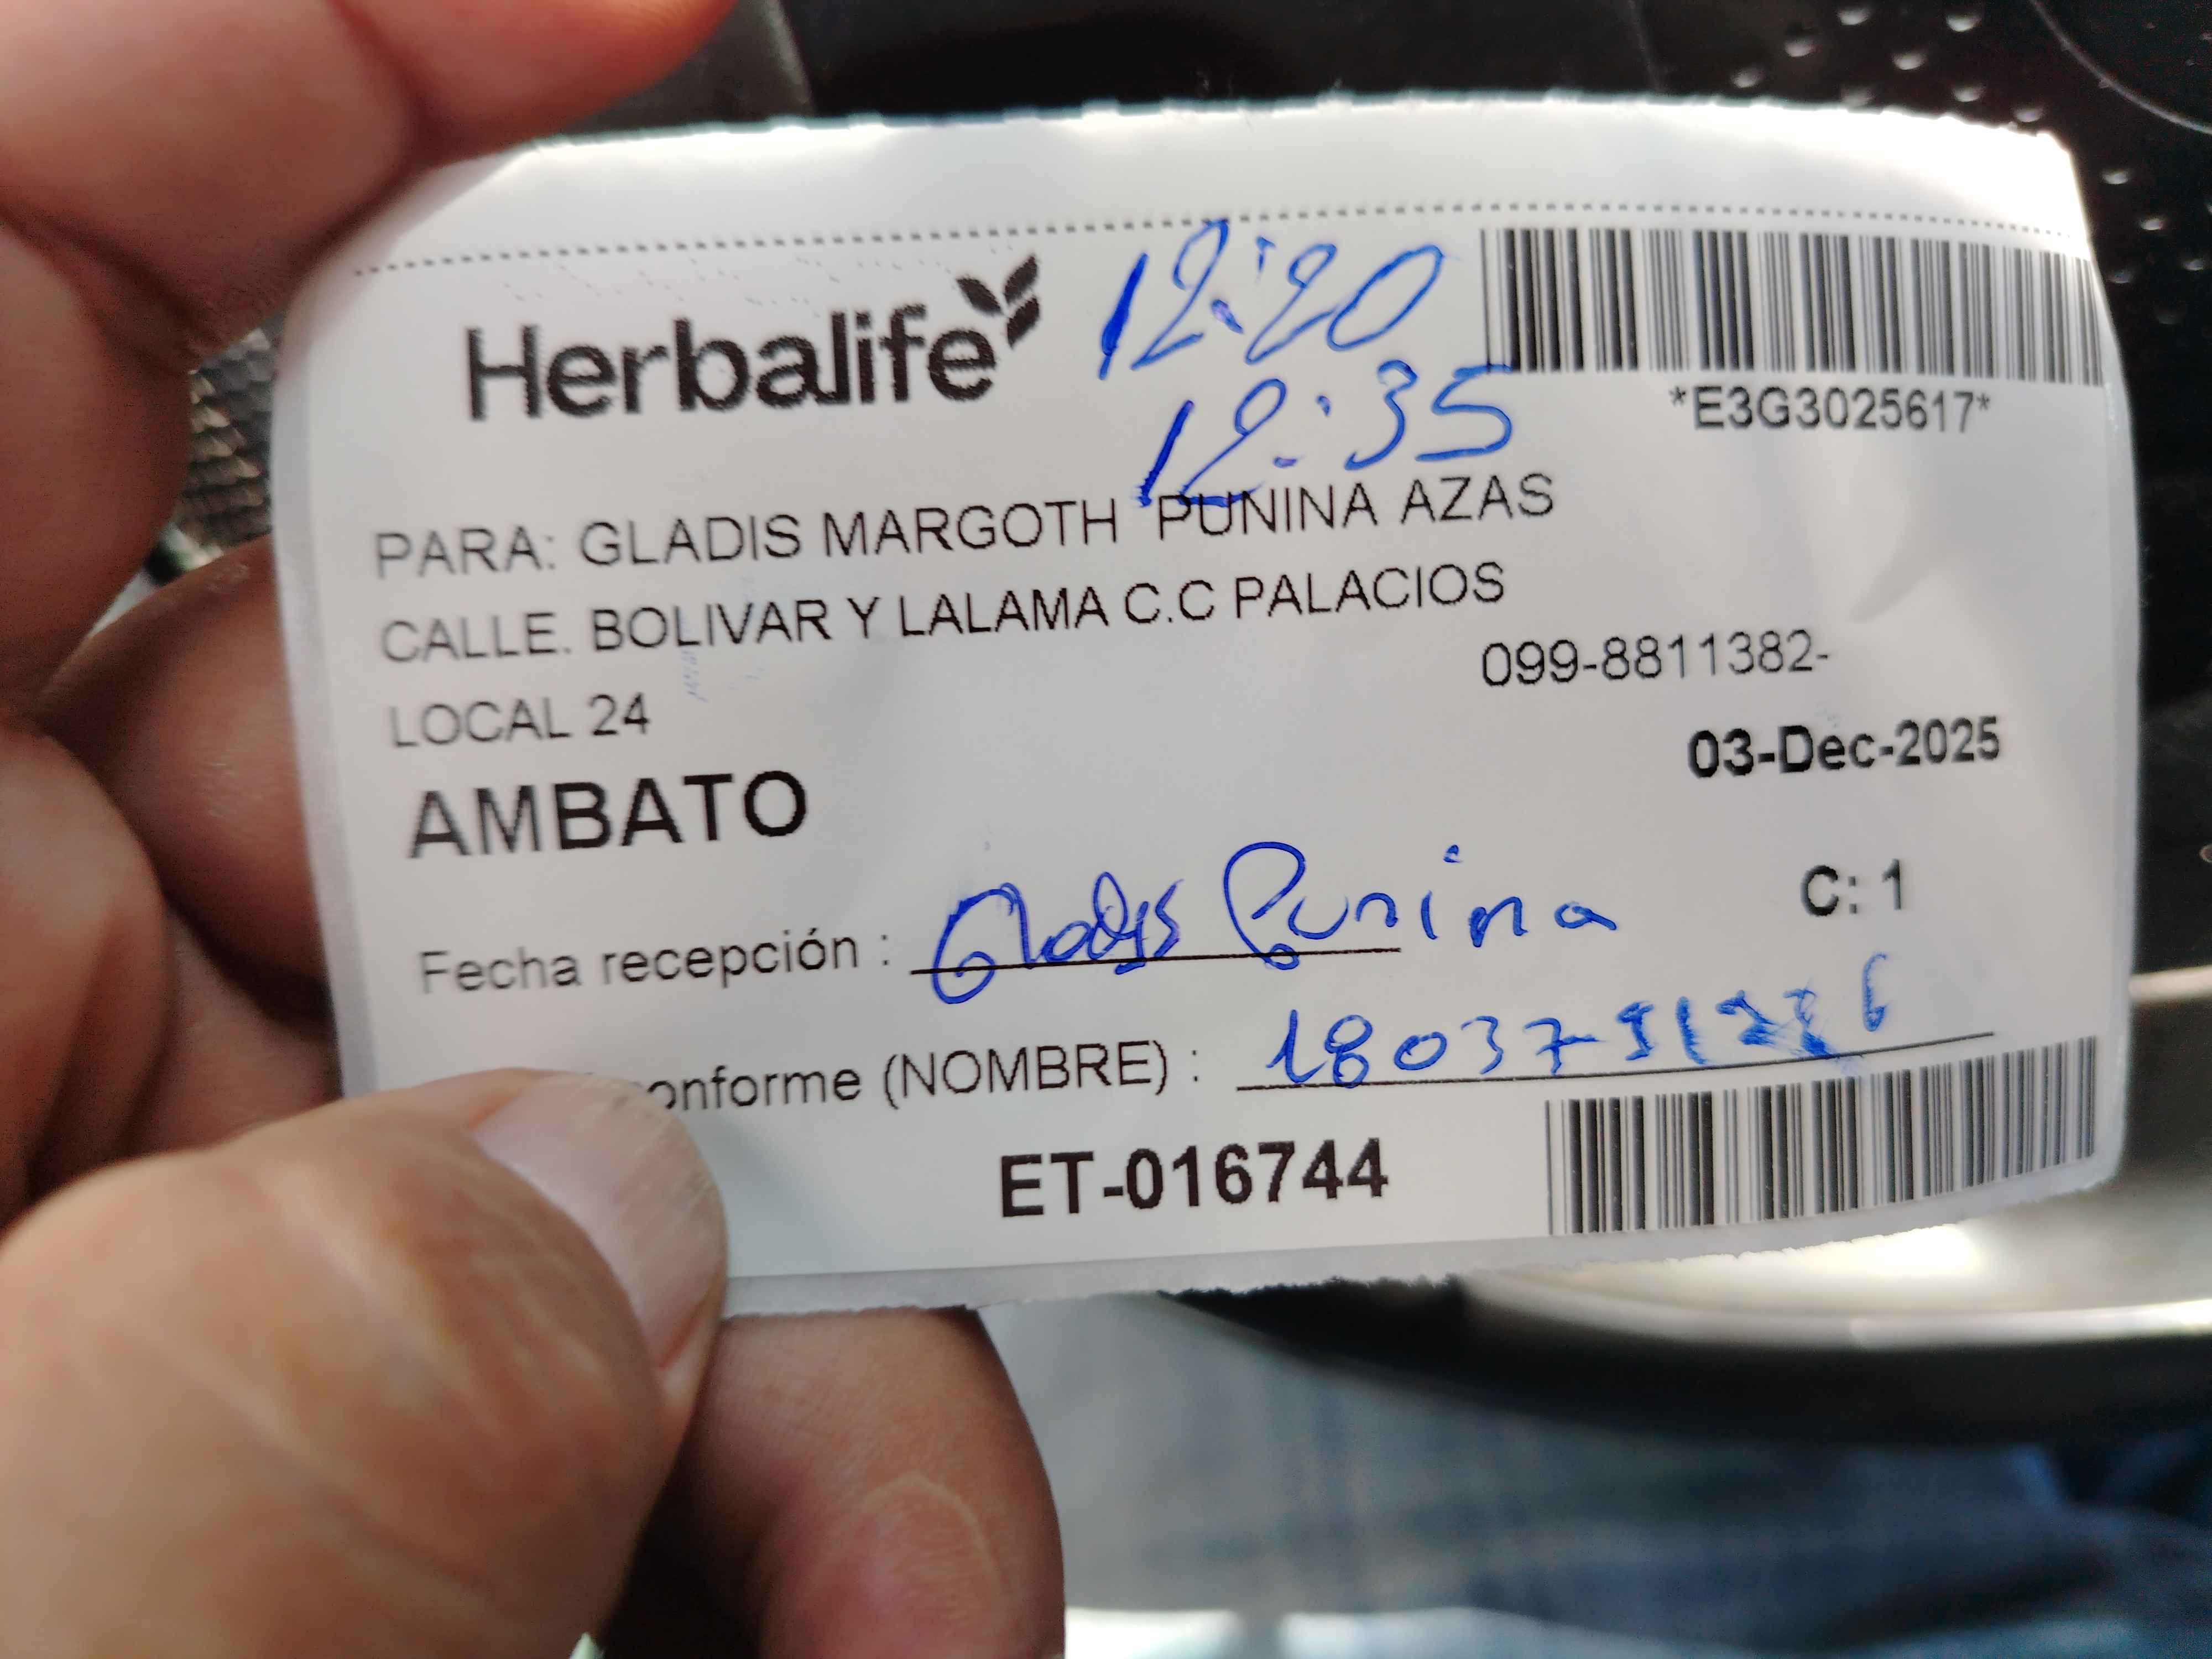 Herbalife
12:20
12:35
*E3G3025617*
PARA: GLADIS MARGOTH PUNINA AZAS
CALLE. BOLIVAR Y LALAMA C.C PALACIOS
099-8811382-
LOCAL 24
03-Dec-2025
AMBATO
C: 1
Fecha recepción : Gladis Punina
(NOMBRE) :
ET-016744